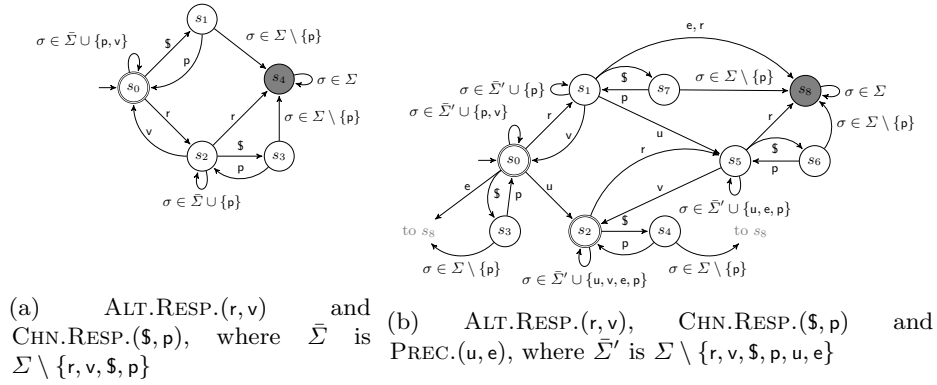 s1
σ ∈ Σ̄ ∪ {p, v}
$
p
σ ∈ Σ \ {p}
s0
s4
σ ∈ Σ
r
v
r
σ ∈ Σ \ {p}
s2
$
s3
p
σ ∈ Σ̄ ∪ {p}
(a) ALT.RESP.(r, v) and
CHN.RESP.($, p), where Σ̄ is
Σ \ {r, v, $, p}
e, r
σ ∈ Σ̄′ ∪ {p}
s1
$
p
s7
σ ∈ Σ \ {p}
s8
σ ∈ Σ
σ ∈ Σ̄′ ∪ {p, v}
r
v
u
r
σ ∈ Σ \ {p}
s0
r
s5
$
p
s6
e
$
p
u
v
σ ∈ Σ̄′ ∪ {u, e, p}
to s8
s3
s2
$
p
s4
to s8
σ ∈ Σ \ {p}
σ ∈ Σ̄′ ∪ {u, v, e, p}
σ ∈ Σ \ {p}
(b) ALT.RESP.(r, v), CHN.RESP.($, p) and
PREC.(u, e), where Σ̄′ is Σ \ {r, v, $, p, u, e}